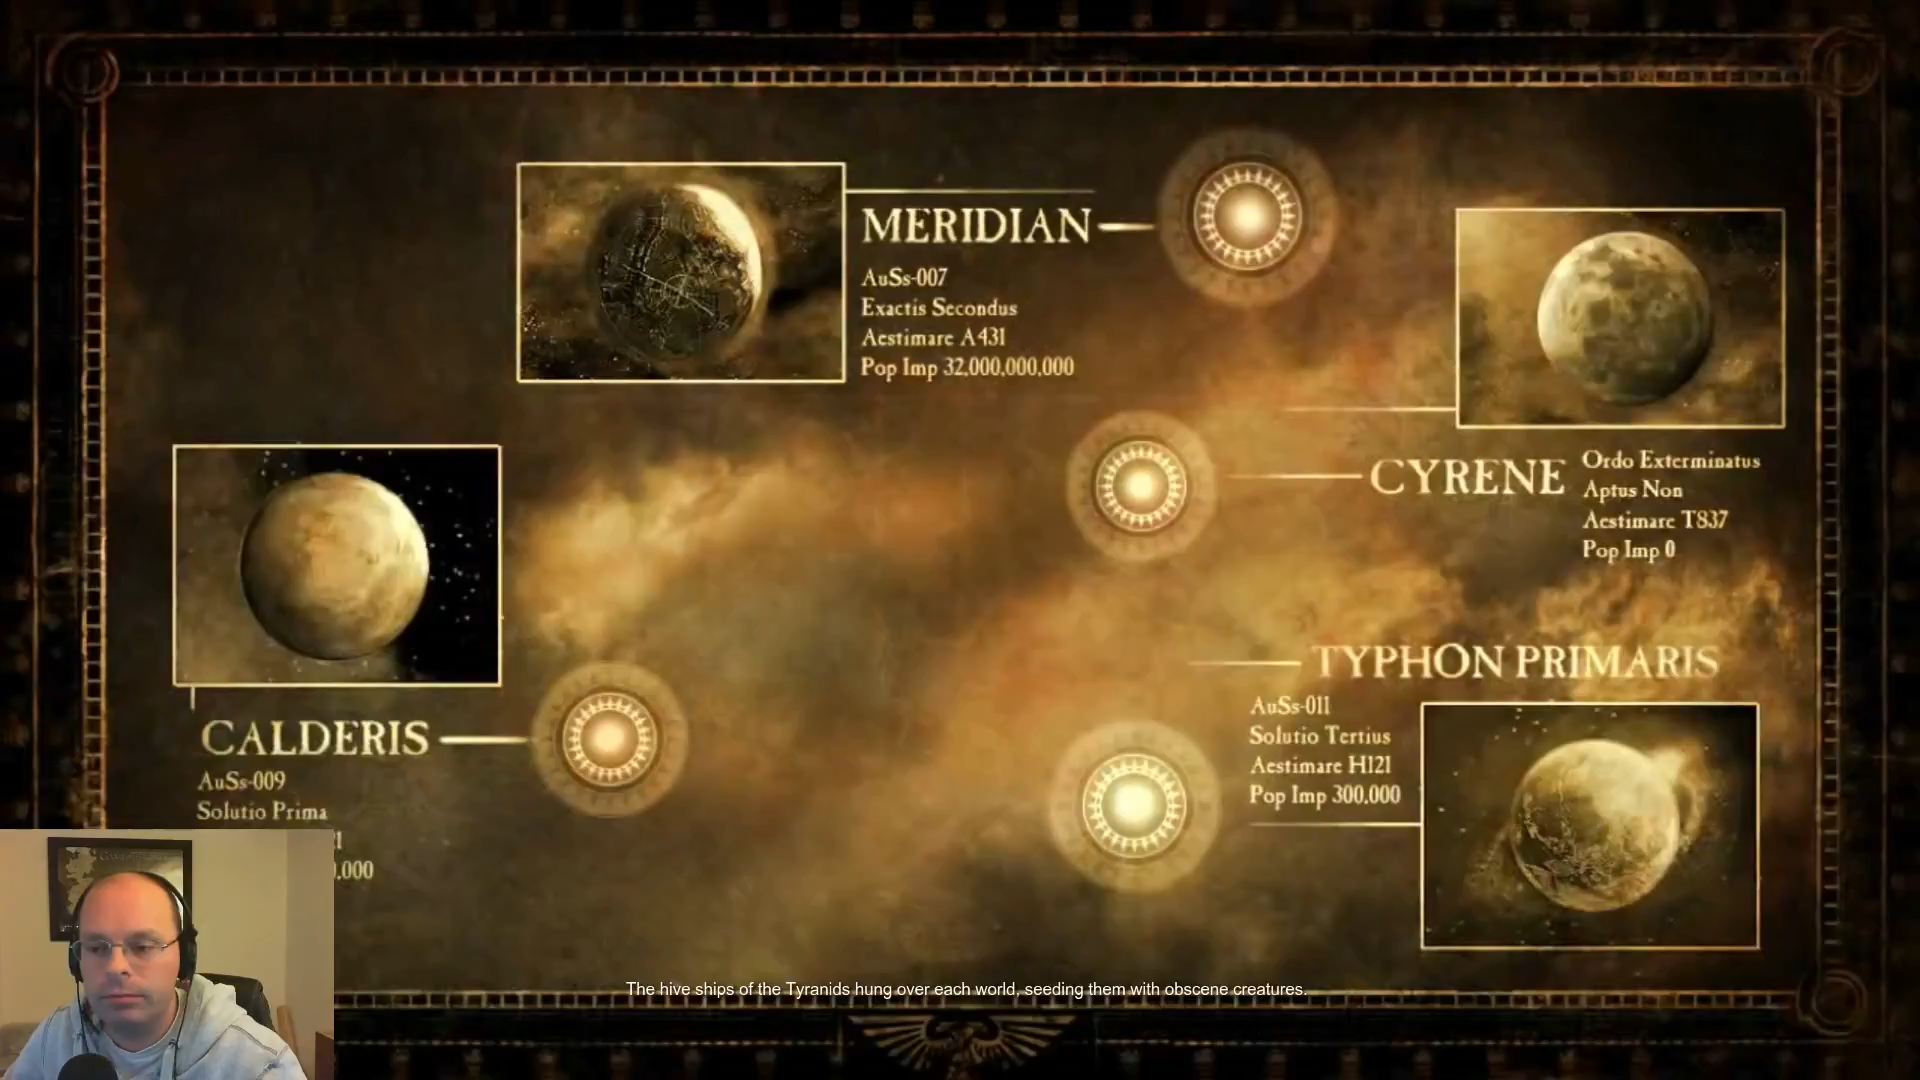 MERIDIAN
AuSs-007
Exactis Secondus
Aestimare A431
Pop Imp 32,000,000,000
CYRENE
Ordo Exterminatus
Aptus Non
Aestimare T837
Pop Imp 0
TYPHON PRIMARIS
AuSs-011
Solutio Tertius
Aestimare H121
Pop Imp 300.000
CALDERIS
AuSs-009
Solutio Prima
The hive ships of the Tyranids hung over each world, seeding them with obscene creatures.